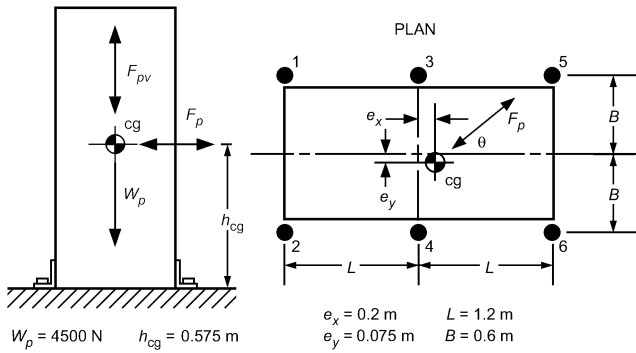 PLAN
1 3 5
F_pv
e_x
F_p
B
F_p
θ
cg
cg
e_y
W_p
h_cg
B
2 4 6
L L
e_x = 0.2 m L = 1.2 m
W_p = 4500 N h_cg = 0.575 m e_y = 0.075 m B = 0.6 m